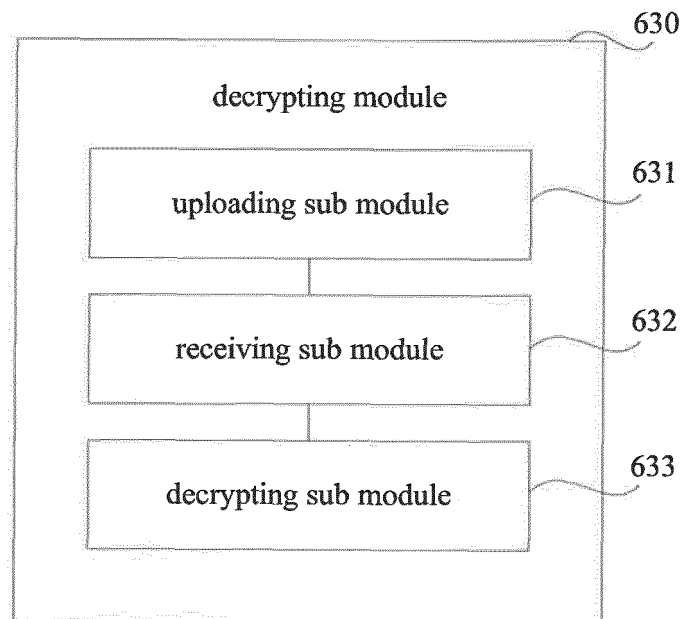 630
decrypting module
631
uploading sub module
632
receiving sub module
633
decrypting sub module